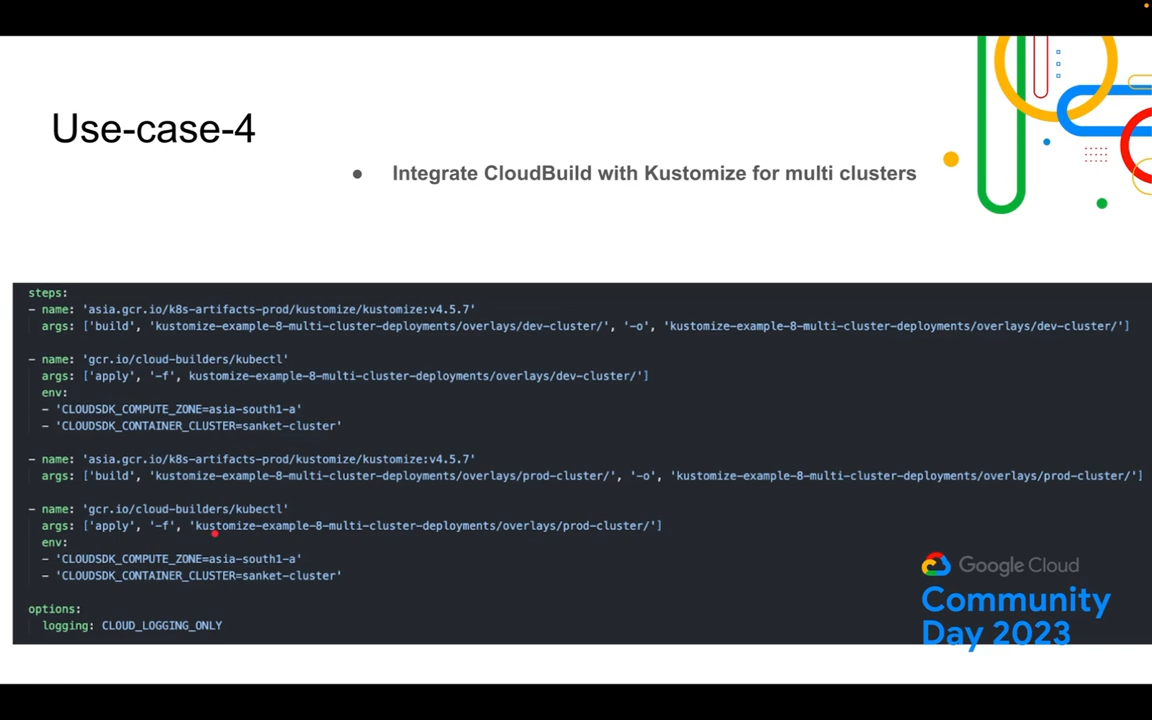 Use-case-4
● Integrate CloudBuild with Kustomize for multi clusters
steps:
- name: 'asia.gcr.io/k8s-artifacts-prod/kustomize/kustomize:v4.5.7'
  args: ['build', 'kustomize-example-8-multi-cluster-deployments/overlays/dev-cluster/', '-o', 'kustomize-example-8-multi-cluster-deployments/overlays/dev-cluster/']
- name: 'gcr.io/cloud-builders/kubectl'
  args: ['apply', '-f', kustomize-example-8-multi-cluster-deployments/overlays/dev-cluster/']
  env:
  - 'CLOUDSDK_COMPUTE_ZONE=asia-south1-a'
  - 'CLOUDSDK_CONTAINER_CLUSTER=sanket-cluster'
- name: 'asia.gcr.io/k8s-artifacts-prod/kustomize/kustomize:v4.5.7'
  args: ['build', 'kustomize-example-8-multi-cluster-deployments/overlays/prod-cluster/', '-o', 'kustomize-example-8-multi-cluster-deployments/overlays/prod-cluster/']
- name: 'gcr.io/cloud-builders/kubectl'
  args: ['apply', '-f', 'kustomize-example-8-multi-cluster-deployments/overlays/prod-cluster/']
  env:
  - 'CLOUDSDK_COMPUTE_ZONE=asia-south1-a'
  - 'CLOUDSDK_CONTAINER_CLUSTER=sanket-cluster'
options:
  logging: CLOUD_LOGGING_ONLY
Google Cloud
Community
Day 2023